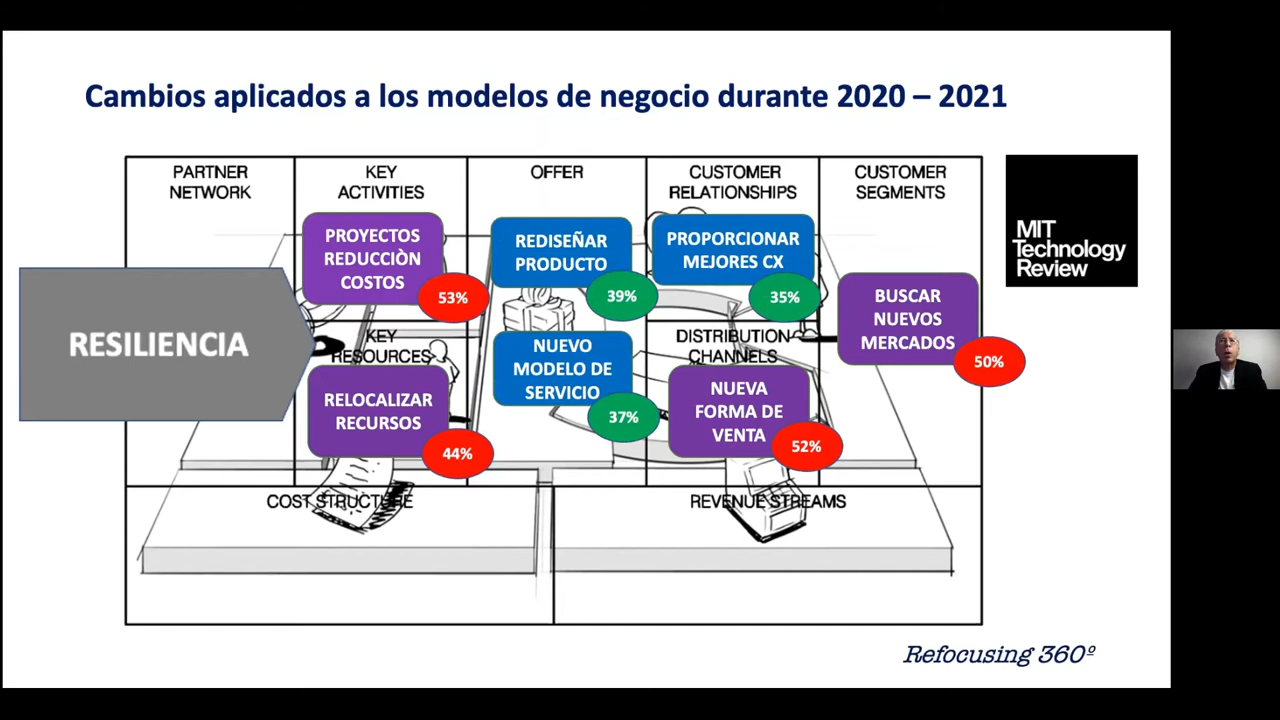 Cambios aplicados a los modelos de negocio durante 2020 – 2021
PARTNER
NETWORK
KEY
ACTIVITIES
OFFER
CUSTOMER
RELATIONSHIPS
CUSTOMER
SEGMENTS
MIT
Technology
Review
PROYECTOS
REDUCCIÒN
COSTOS
53%
REDISEÑAR
PRODUCTO
39%
PROPORCIONAR
MEJORES CX
35%
BUSCAR
NUEVOS
MERCADOS
50%
RESILIENCIA
KEY
RESOURCES
RELOCALIZAR
RECURSOS
44%
NUEVO
MODELO DE
SERVICIO
37%
DISTRIBUTION
CHANNELS
NUEVA
FORMA DE
VENTA
52%
COST STRUCTURE
REVENUE STREAMS
Refocusing 360º